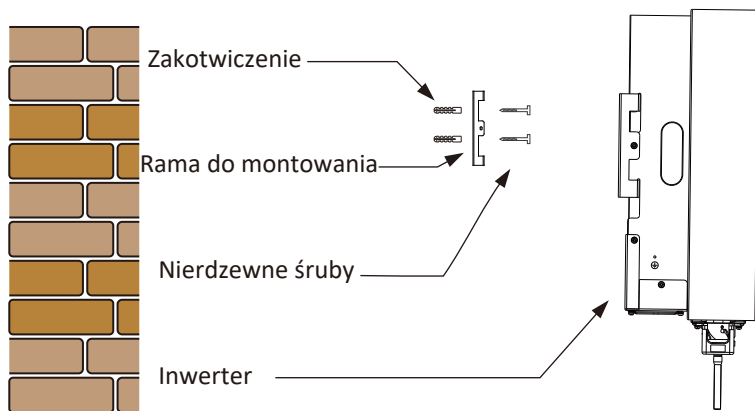 Zakotwiczenie
Rama do montowania
Nierdzewne śruby
Inwerter